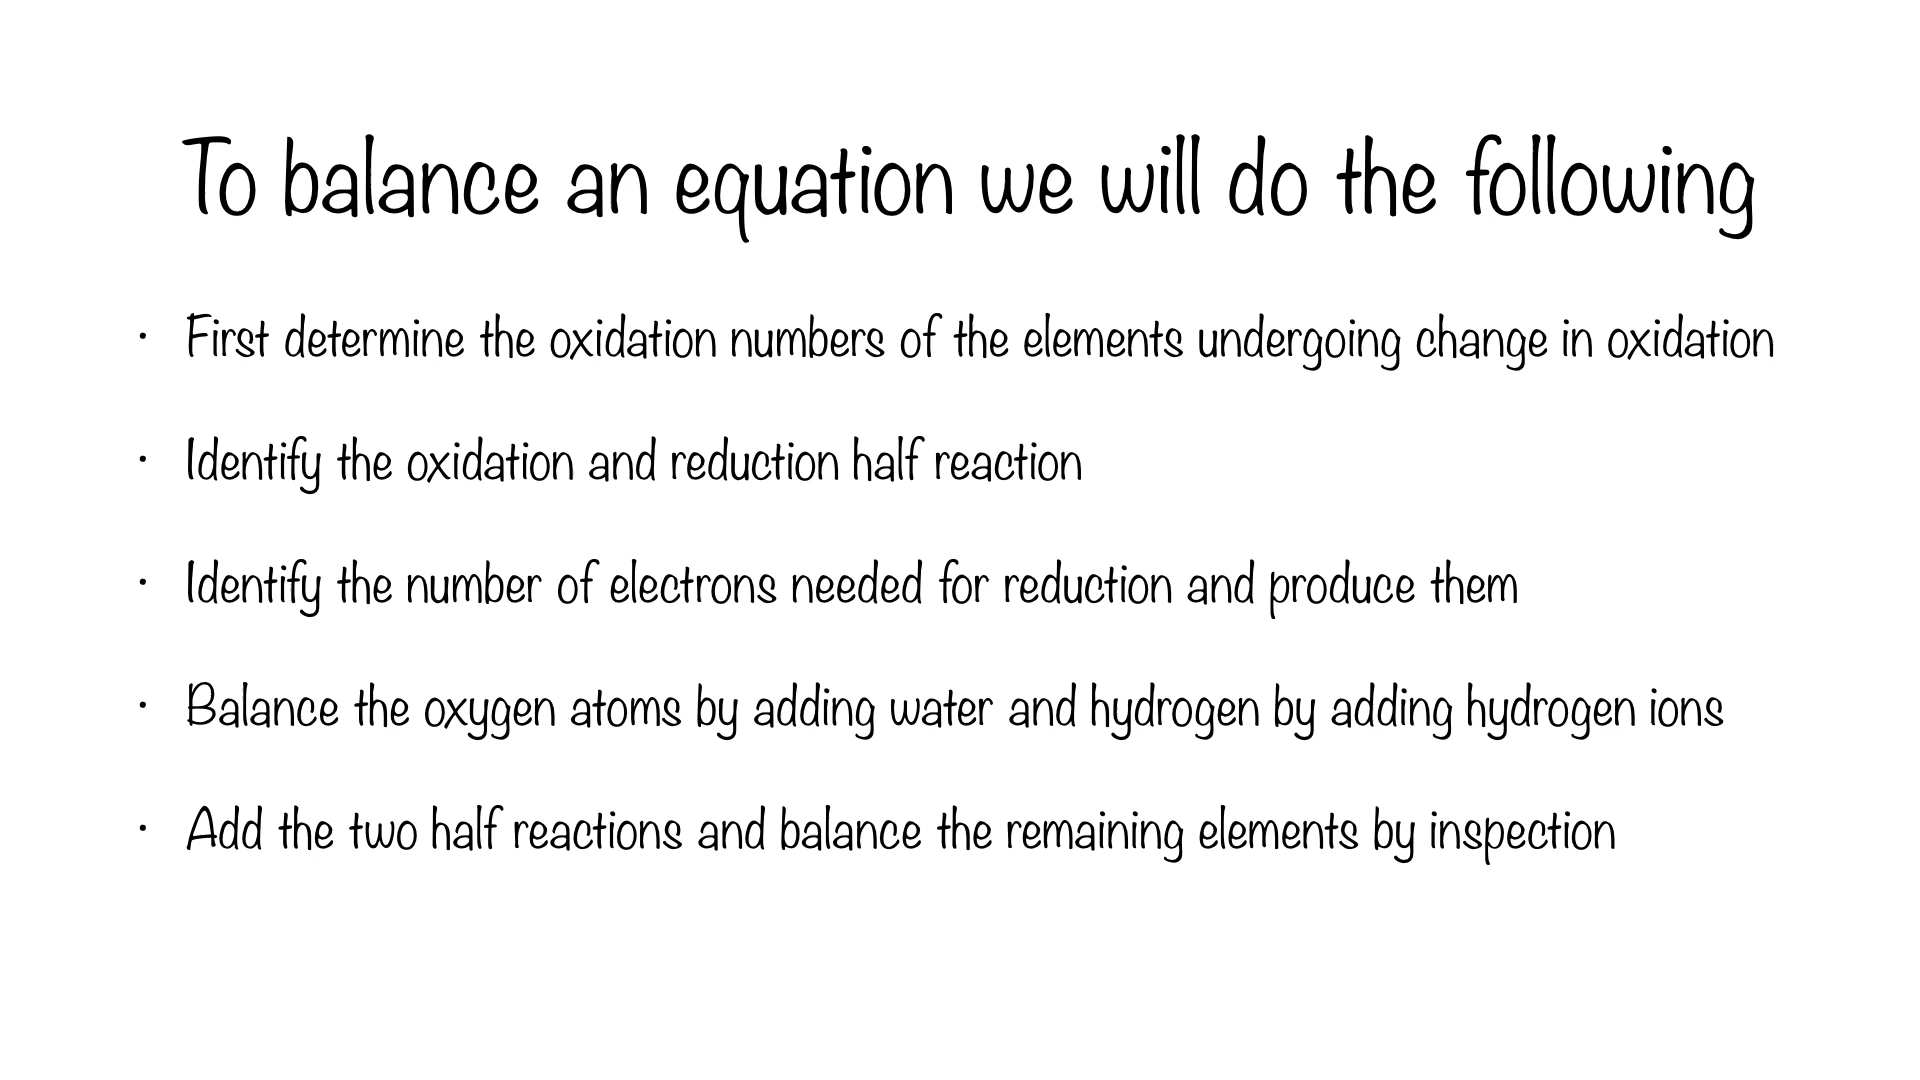 To balance an equation we will do the following
· First determine the oxidation numbers of the elements undergoing change in oxidation
· Identify the oxidation and reduction half reaction
· Identify the number of electrons needed for reduction and produce them
· Balance the oxygen atoms by adding water and hydrogen by adding hydrogen ions
· Add the two half reactions and balance the remaining elements by inspection